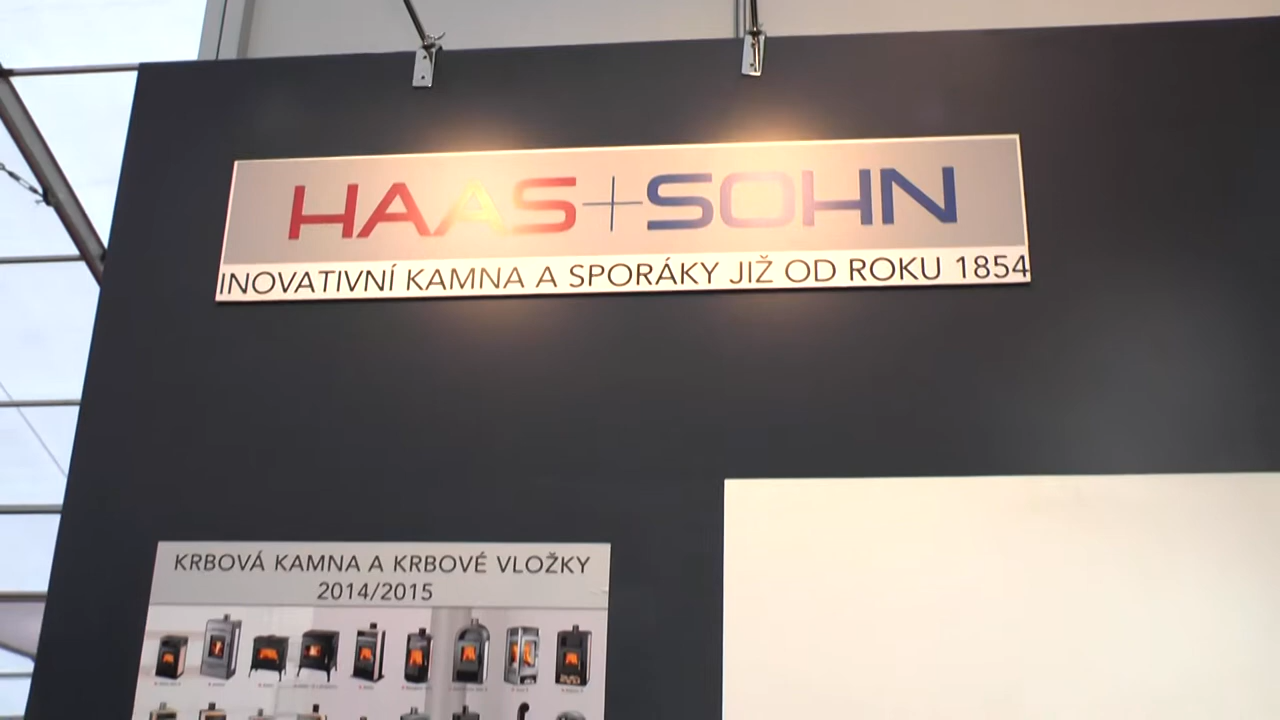 HAAS+SOHN
INOVATIVNÍ KAMNA A SPORÁKY JIŽ OD ROKU 1854
KRBOVÁ KAMNA A KRBOVÉ VLOŽKY
2014/2015